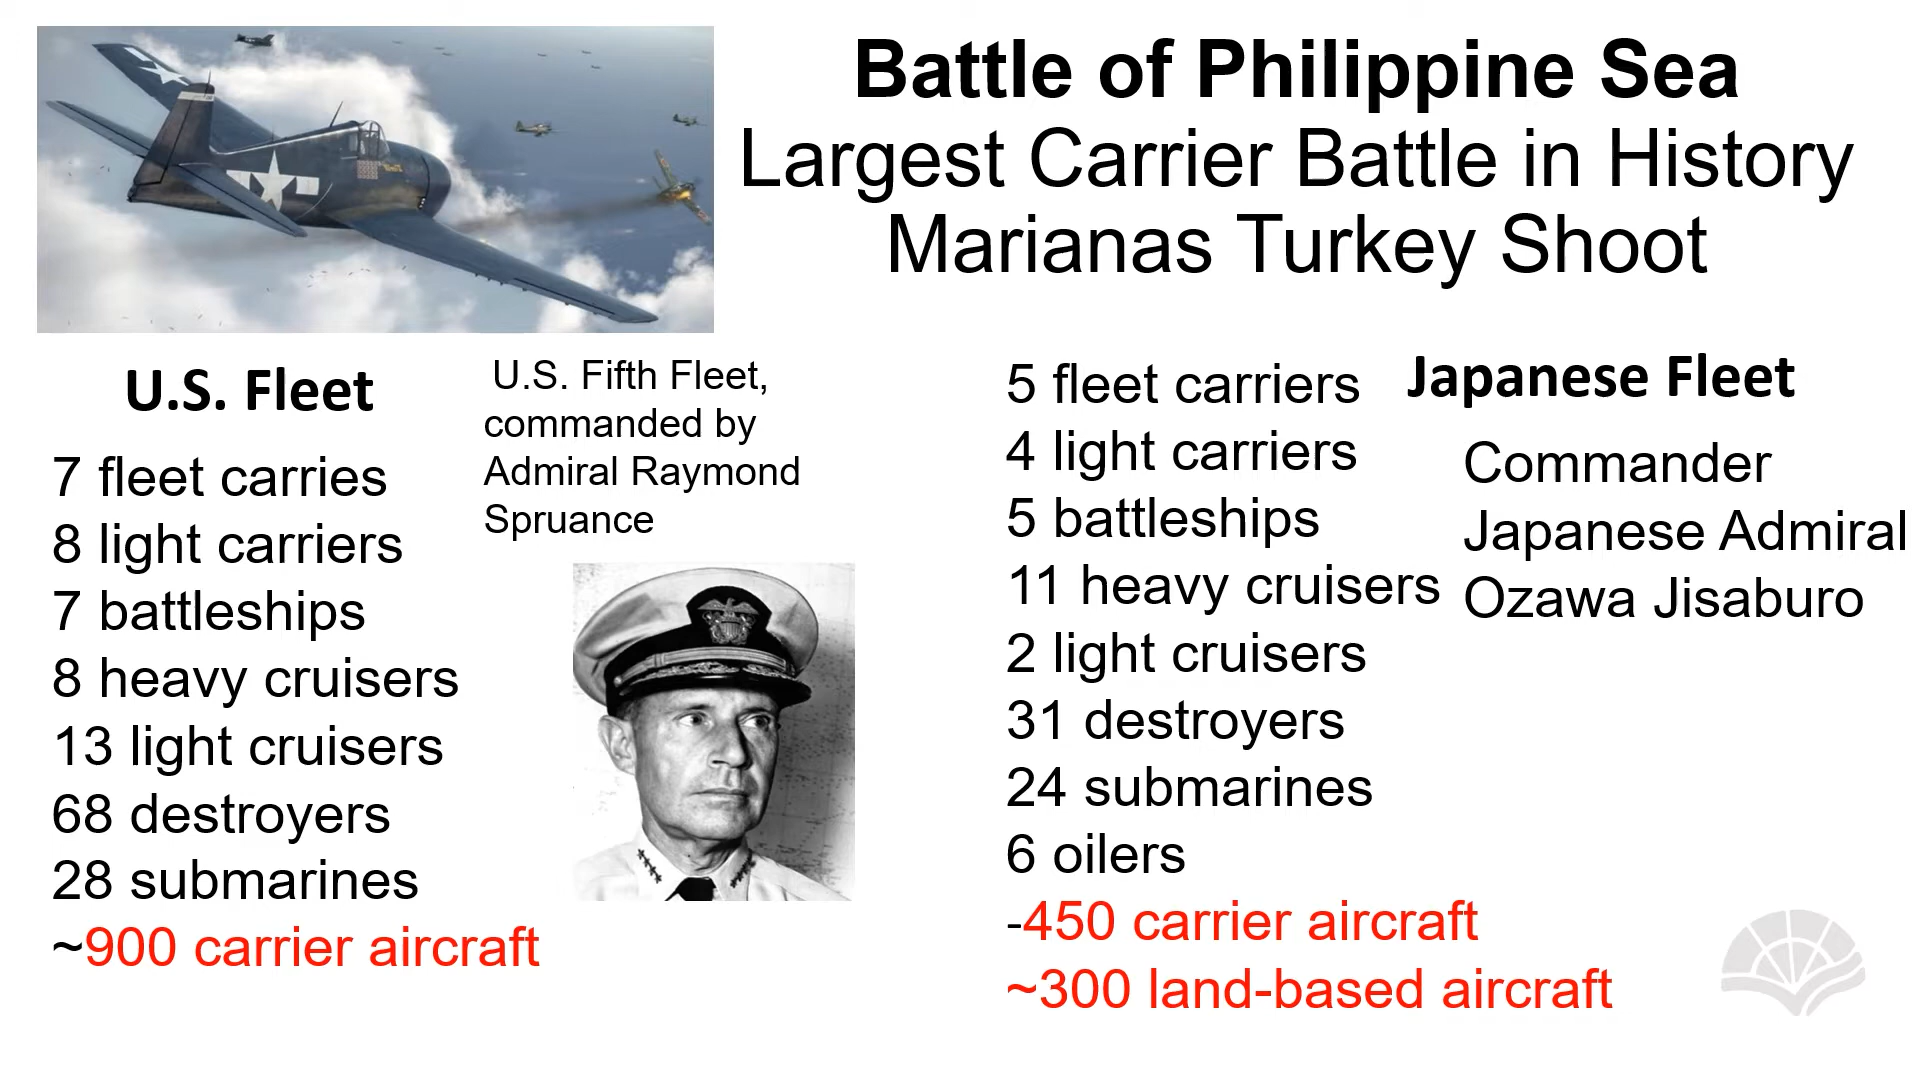 Battle of Philippine Sea
Largest Carrier Battle in History
Marianas Turkey Shoot
U.S. Fleet
7 fleet carries
8 light carriers
7 battleships
8 heavy cruisers
13 light cruisers
68 destroyers
28 submarines
~900 carrier aircraft
U.S. Fifth Fleet,
commanded by
Admiral Raymond
Spruance
5 fleet carriers
4 light carriers
5 battleships
11 heavy cruisers
2 light cruisers
31 destroyers
24 submarines
6 oilers
-450 carrier aircraft
~300 land-based aircraft
Japanese Fleet
Commander
Japanese Admiral
Ozawa Jisaburo